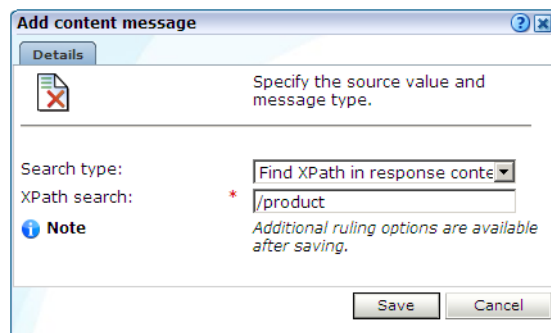 Add content message
Details
Specify the source value and
message type.
Search type:
Find XPath in response conte
XPath search:
*
/product
Note
Additional ruling options are available
after saving.
Save
Cancel